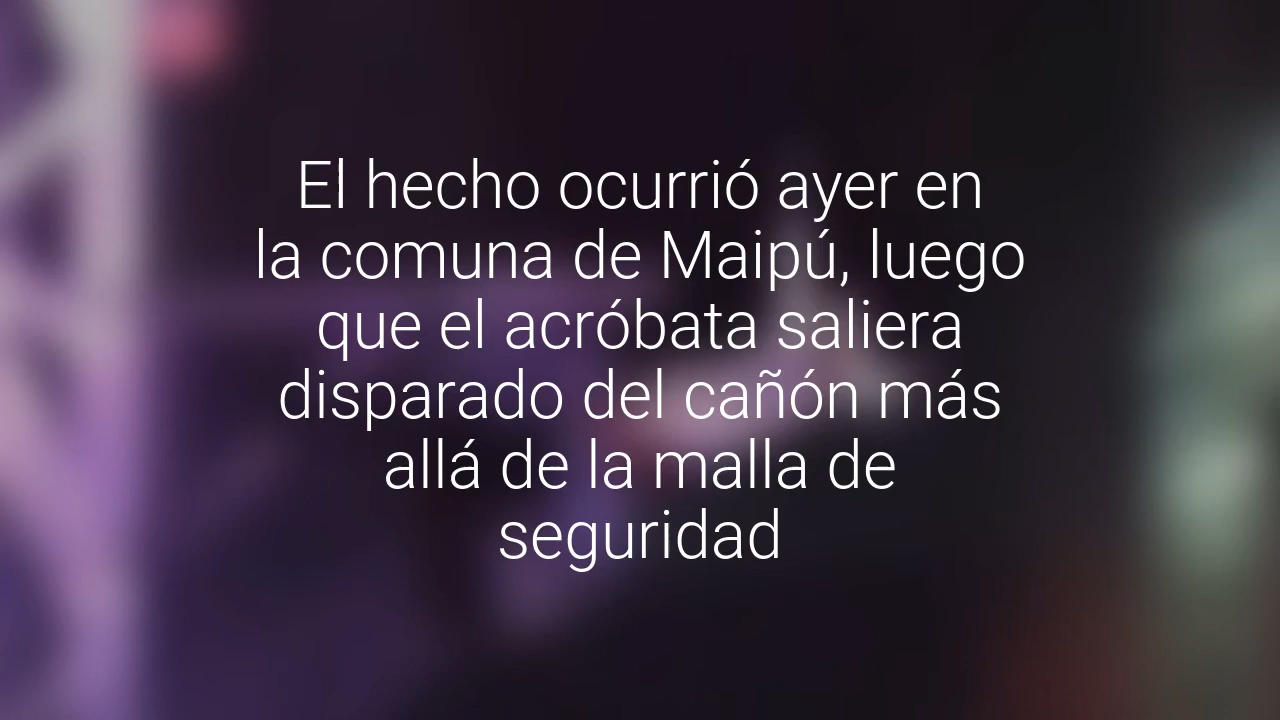 El hecho ocurrió ayer en
la comuna de Maipú, luego
que el acróbata saliera
disparado del cañón más
allá de la malla de
seguridad